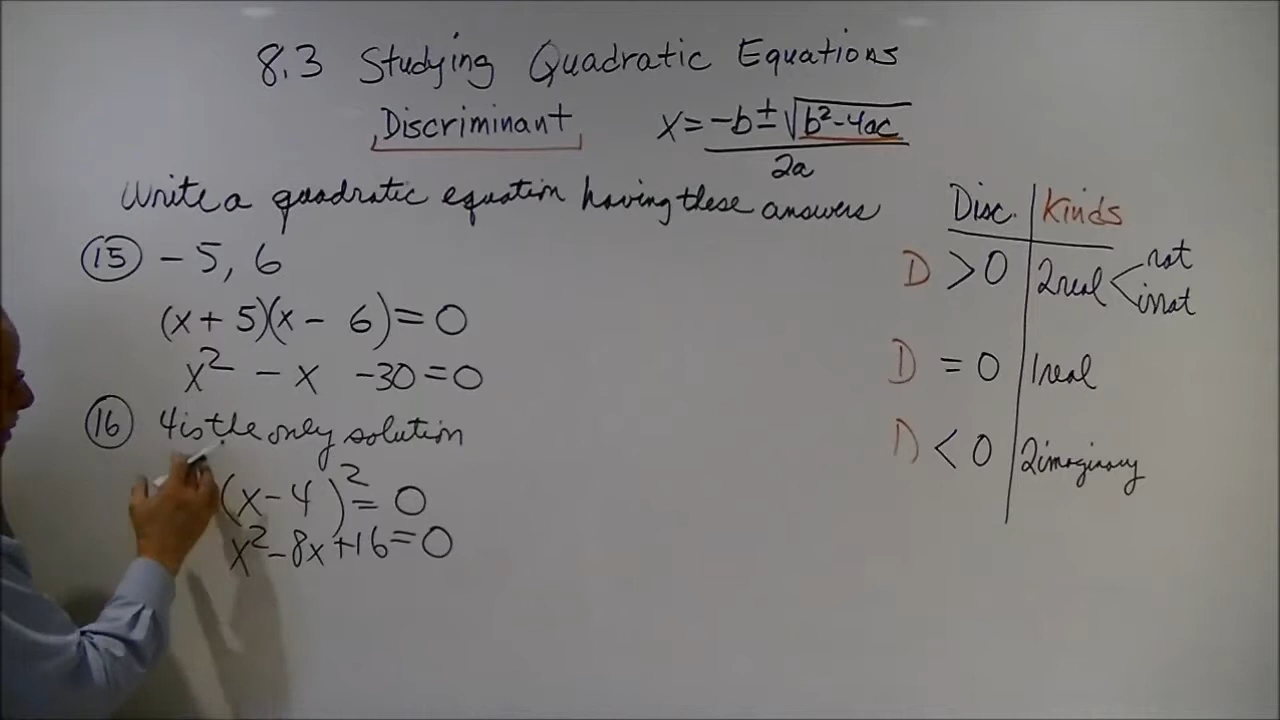 8.3 Studying Quadratic Equations
Discriminant
x = -b ± √b² - 4ac / 2a
Write a quadratic equation having these answers
15 -5, 6
(x + 5)(x - 6) = 0
x² - x - 30 = 0
16 4 is the only solution
(x - 4)² = 0
x² - 8x + 16 = 0
Disc. Kinds
D > 0 2 real < rat
irrat
D = 0 1 real
D < 0 2 imaginary